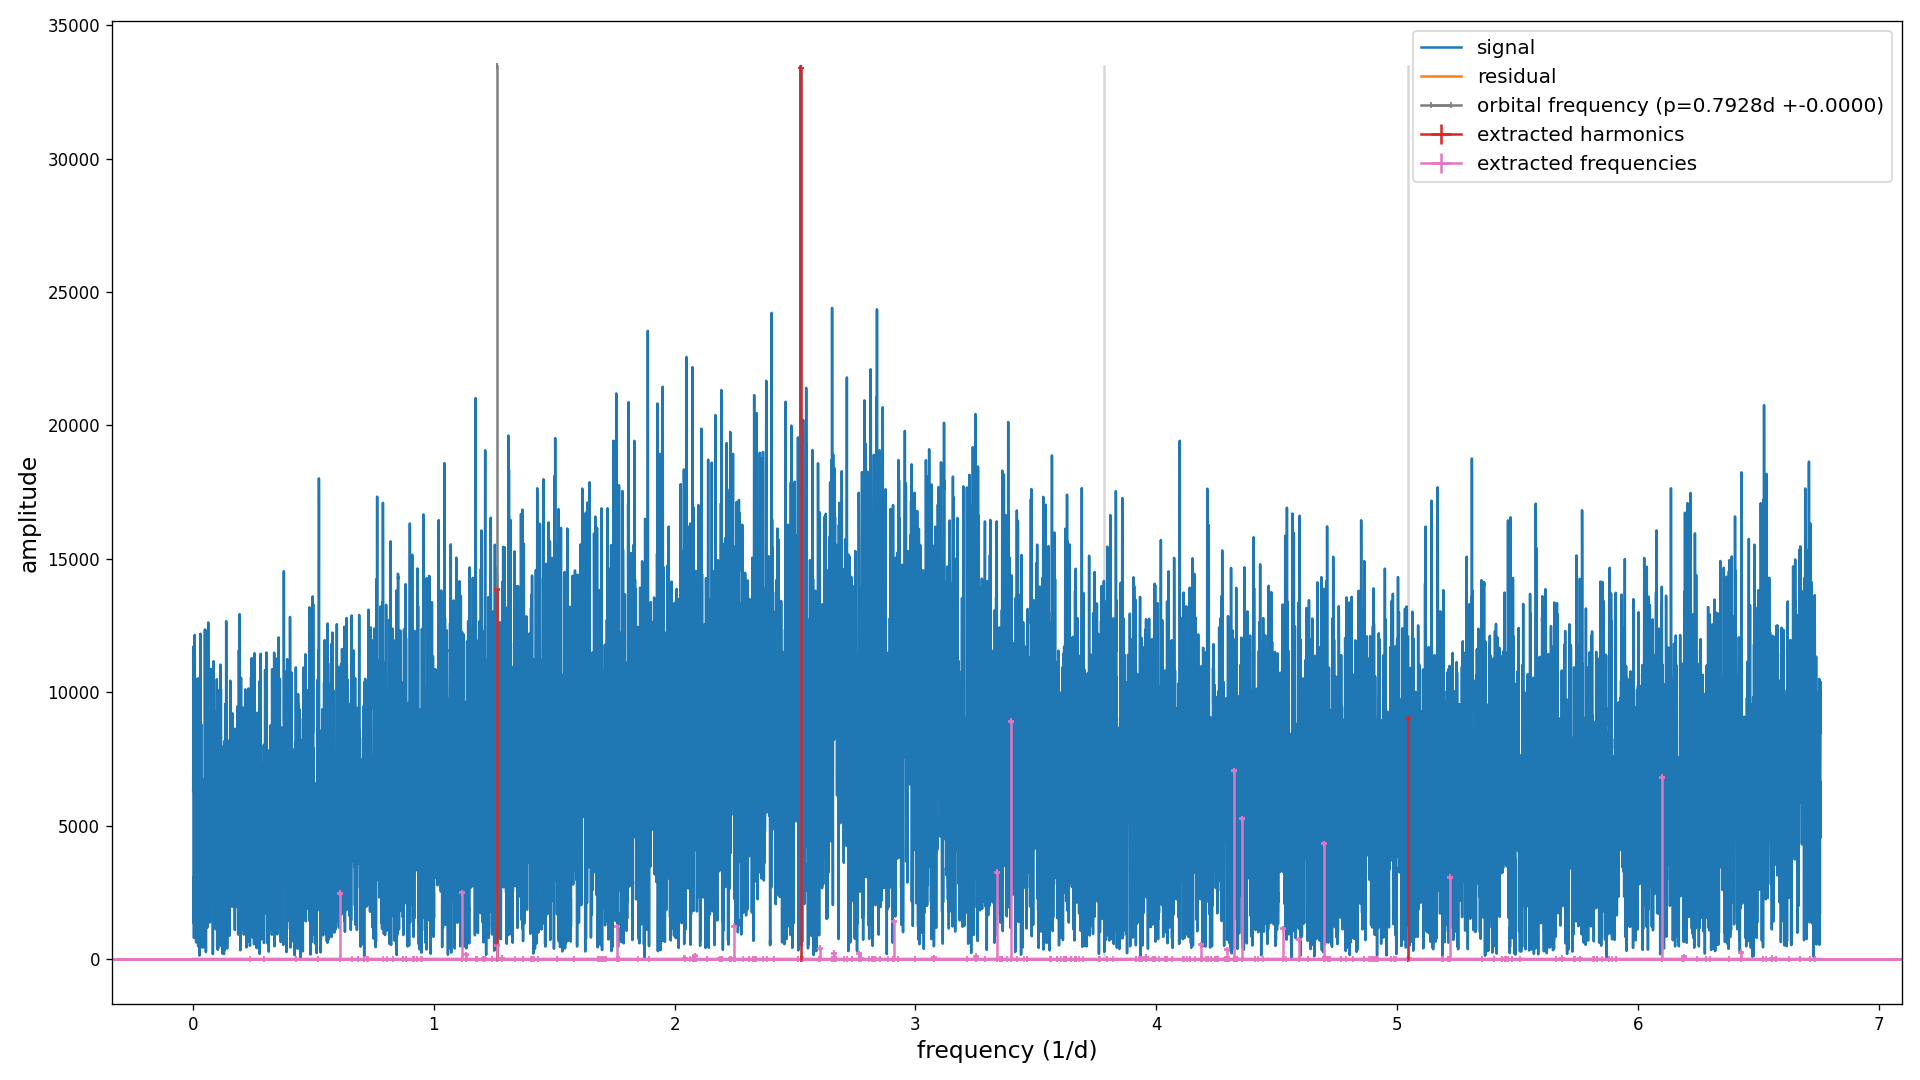 35000
30000
25000
20000
15000
10000
5000
0
amplitude
signal
residual
orbital frequency (p=0.7928d +-0.0000)
extracted harmonics
extracted frequencies
0 1 2 3 4 5 6 7
frequency (1/d)